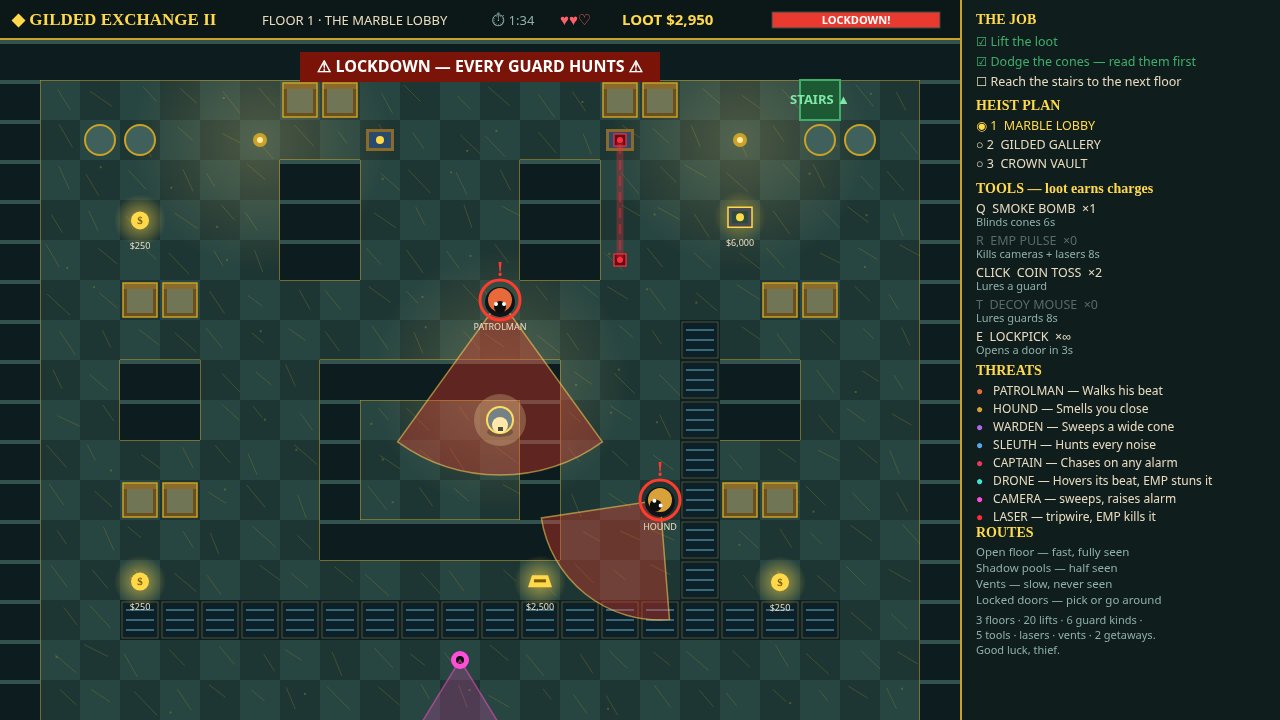 ◆ GILDED EXCHANGE II
FLOOR 1 · THE MARBLE LOBBY
⏱ 1:34
♥♥♡
LOOT $2,950
LOCKDOWN!
⚠ LOCKDOWN — EVERY GUARD HUNTS ⚠
STAIRS ▲
$
$250
$6,000
!
PATROLMAN
!
HOUND
$
$250
$2,500
$
$250
THE JOB
☑ Lift the loot
☑ Dodge the cones — read them first
☐ Reach the stairs to the next floor
HEIST PLAN
◉ 1 MARBLE LOBBY
○ 2 GILDED GALLERY
○ 3 CROWN VAULT
TOOLS — loot earns charges
Q SMOKE BOMB ×1
Blinds cones 6s
R EMP PULSE ×0
Kills cameras + lasers 8s
CLICK COIN TOSS ×2
Lures a guard
T DECOY MOUSE ×0
Lures guards 8s
E LOCKPICK ×∞
Opens a door in 3s
THREATS
● PATROLMAN — Walks his beat
● HOUND — Smells you close
● WARDEN — Sweeps a wide cone
● SLEUTH — Hunts every noise
● CAPTAIN — Chases on any alarm
● DRONE — Hovers its beat, EMP stuns it
● CAMERA — sweeps, raises alarm
● LASER — tripwire, EMP kills it
ROUTES
Open floor — fast, fully seen
Shadow pools — half seen
Vents — slow, never seen
Locked doors — pick or go around
3 floors · 20 lifts · 6 guard kinds ·
5 tools · lasers · vents · 2 getaways.
Good luck, thief.